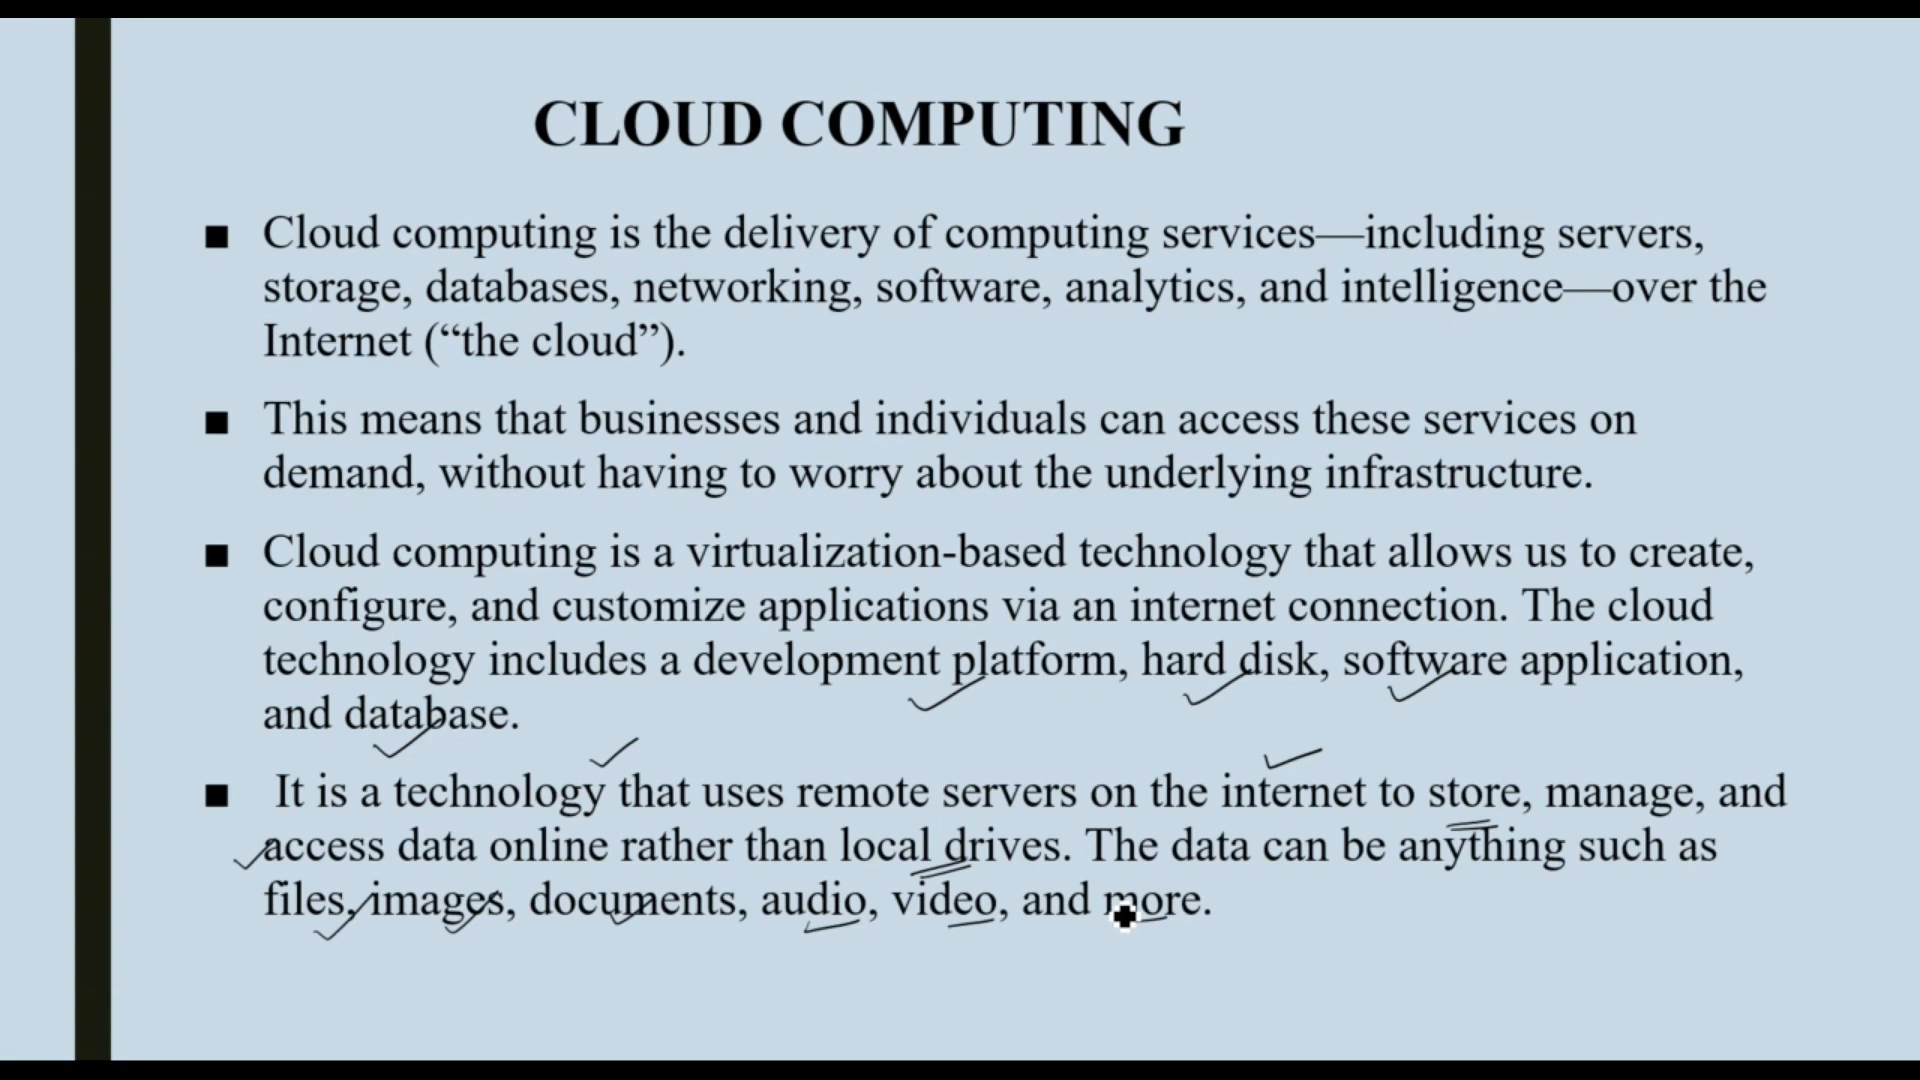 CLOUD COMPUTING
■ Cloud computing is the delivery of computing services—including servers,
storage, databases, networking, software, analytics, and intelligence—over the
Internet (“the cloud”).
■ This means that businesses and individuals can access these services on
demand, without having to worry about the underlying infrastructure.
■ Cloud computing is a virtualization-based technology that allows us to create,
configure, and customize applications via an internet connection. The cloud
technology includes a development platform, hard disk, software application,
and database.
■ It is a technology that uses remote servers on the internet to store, manage, and
access data online rather than local drives. The data can be anything such as
files, images, documents, audio, video, and more.